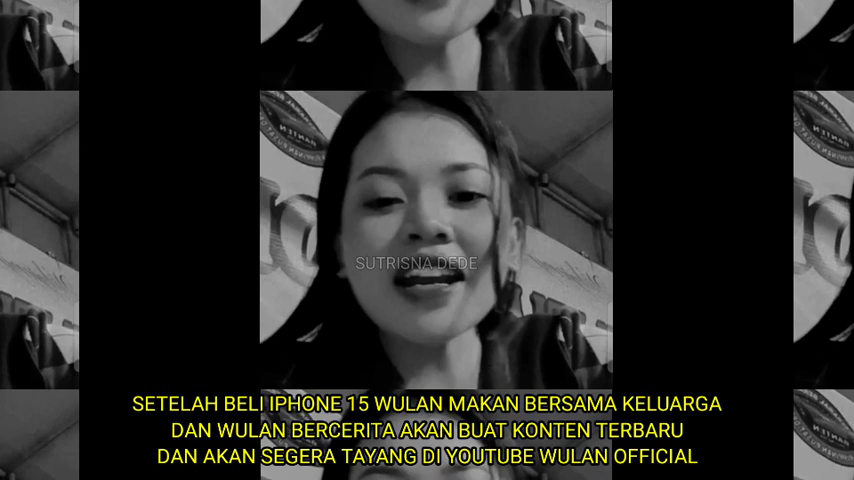 SUTRISNA DEDE
SETELAH BELI IPHONE 15 WULAN MAKAN BERSAMA KELUARGA
DAN WULAN BERCERITA AKAN BUAT KONTEN TERBARU
DAN AKAN SEGERA TAYANG DI YOUTUBE WULAN OFFICIAL